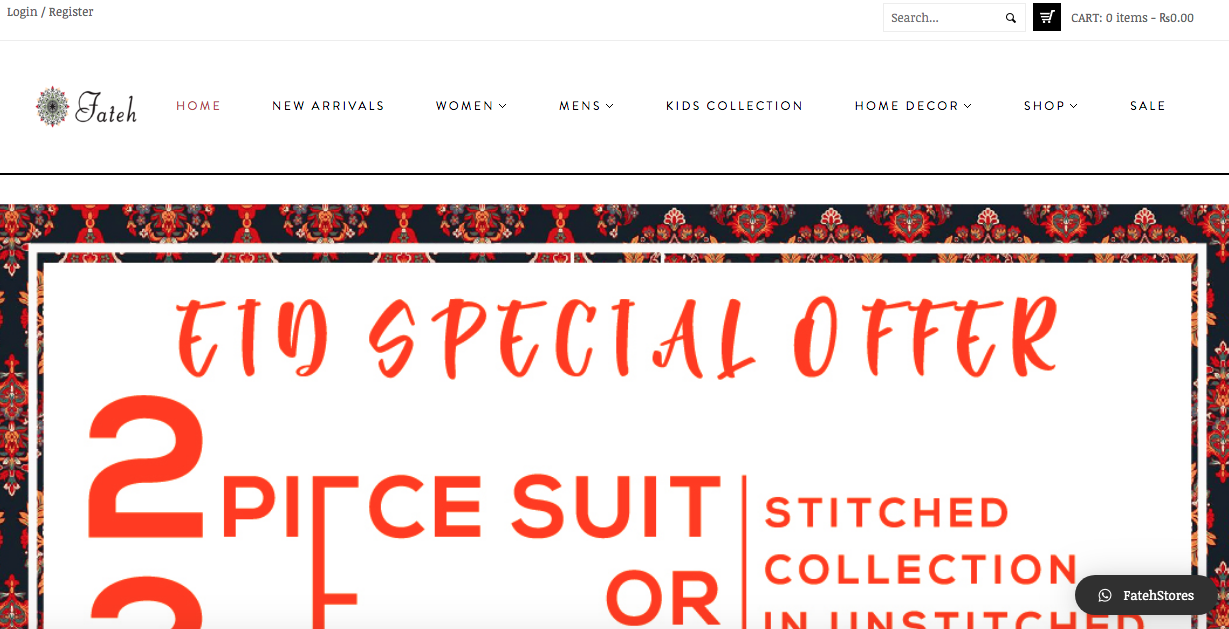 Login / Register
Search...
CART: 0 items - ₨0.00
Fateh
HOME
NEW ARRIVALS
WOMEN
MENS
KIDS COLLECTION
HOME DECOR
SHOP
SALE
EID SPECIAL OFFER
2 PIECE SUIT
OR
STITCHED
COLLECTION
IN UNSTITCHED
FatehStores